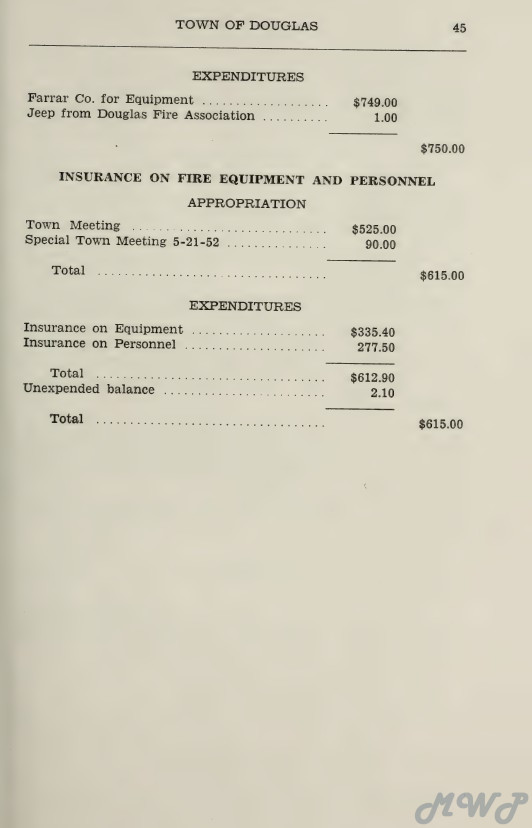 TOWN OF DOUGLAS 45
EXPENDITURES
Farrar Co. for Equipment ................... $749.00
Jeep from Douglas Fire Association .......... 1.00
$750.00
INSURANCE ON FIRE EQUIPMENT AND PERSONNEL
APPROPRIATION
Town Meeting ............................. $525.00
Special Town Meeting 5-21-52 ............... 90.00
Total .................................. $615.00
EXPENDITURES
Insurance on Equipment .................... $335.40
Insurance on Personnel ..................... 277.50
Total .................................. $612.90
Unexpended balance ........................ 2.10
Total .................................. $615.00
MWP